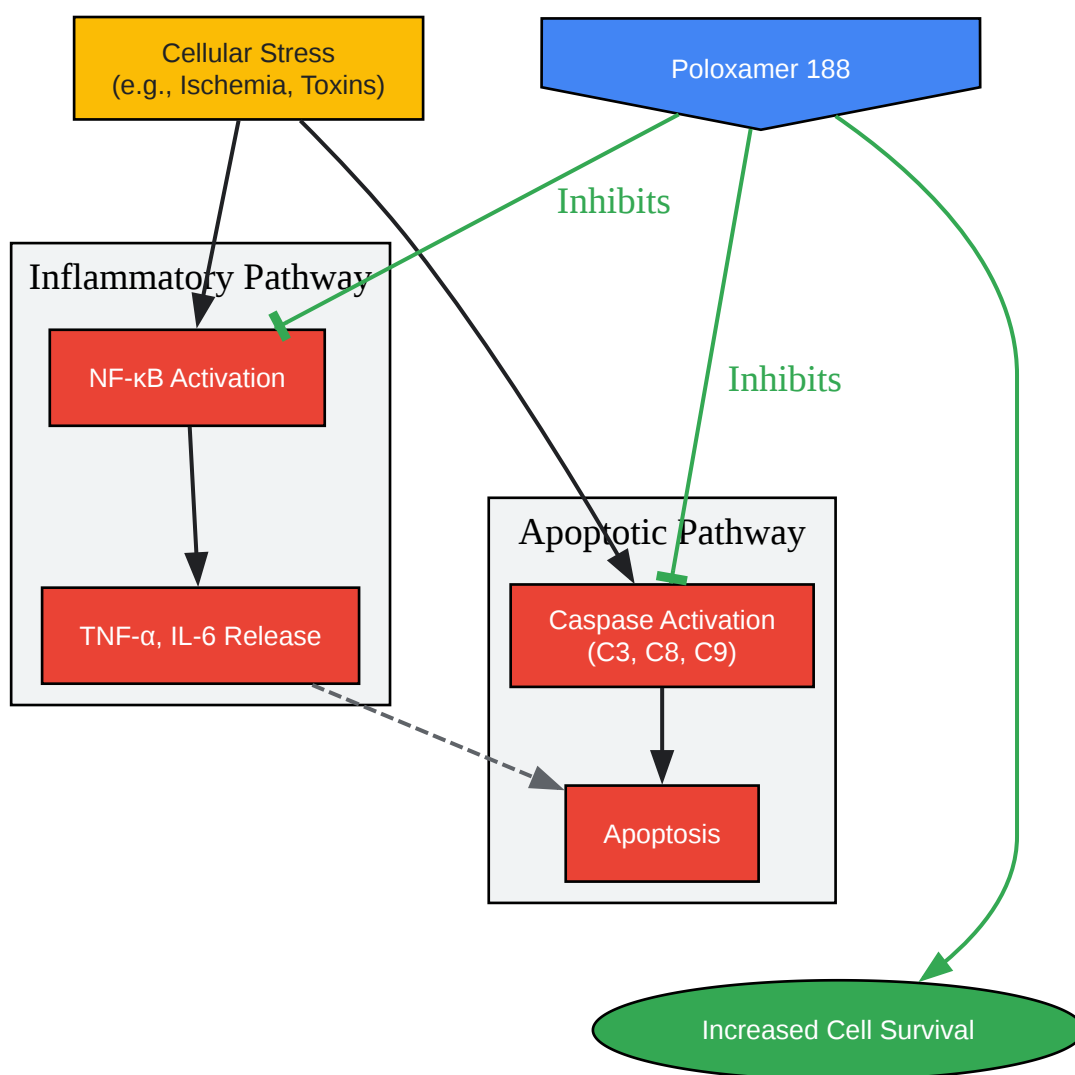 Cellular Stress
(e.g., Ischemia, Toxins)
Poloxamer 188
Inhibits
Inflammatory Pathway
NF-κB Activation
Inhibits
Apoptotic Pathway
TNF-α, IL-6 Release
Caspase Activation
(C3, C8, C9)
Apoptosis
Increased Cell Survival